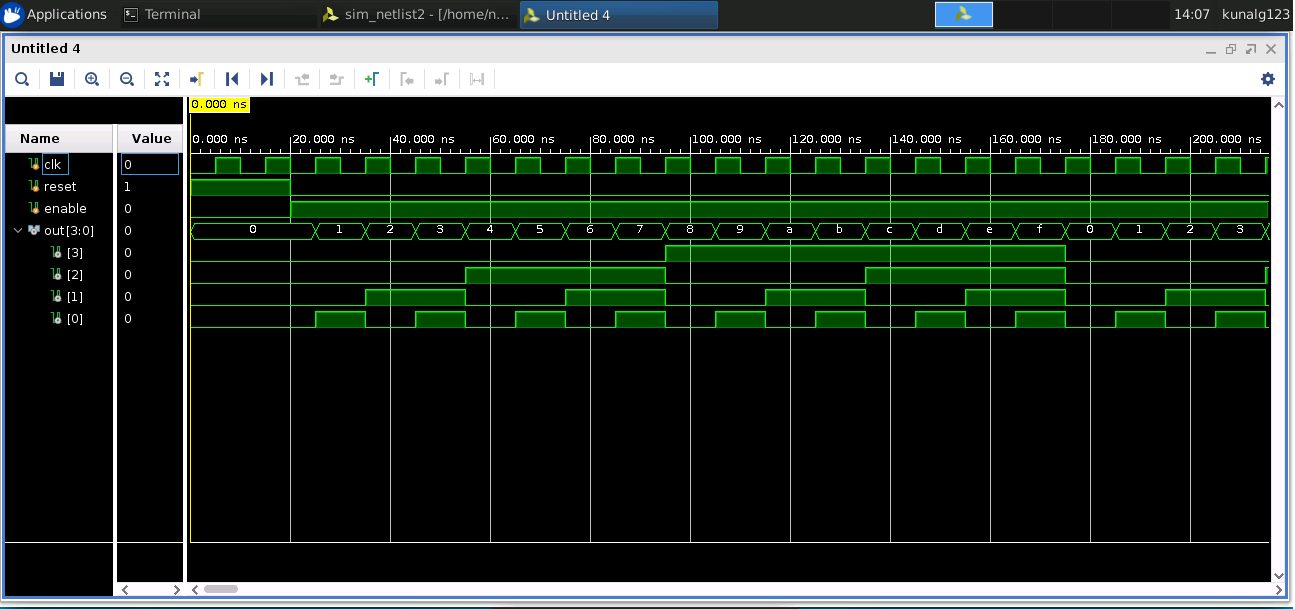 Applications Terminal sim_netlist2 - [/home/n... Untitled 4 14:07 kunalg123
Untitled 4
0.000 ns
0.000 ns 20.000 ns 40.000 ns 60.000 ns 80.000 ns 100.000 ns 120.000 ns 140.000 ns 160.000 ns 180.000 ns 200.000 ns
Name Value
clk 0
reset 1
enable 0
out[3:0] 0 0 1 2 3 4 5 6 7 8 9 a b c d e f 0 1 2 3
[3] 0
[2] 0
[1] 0
[0] 0